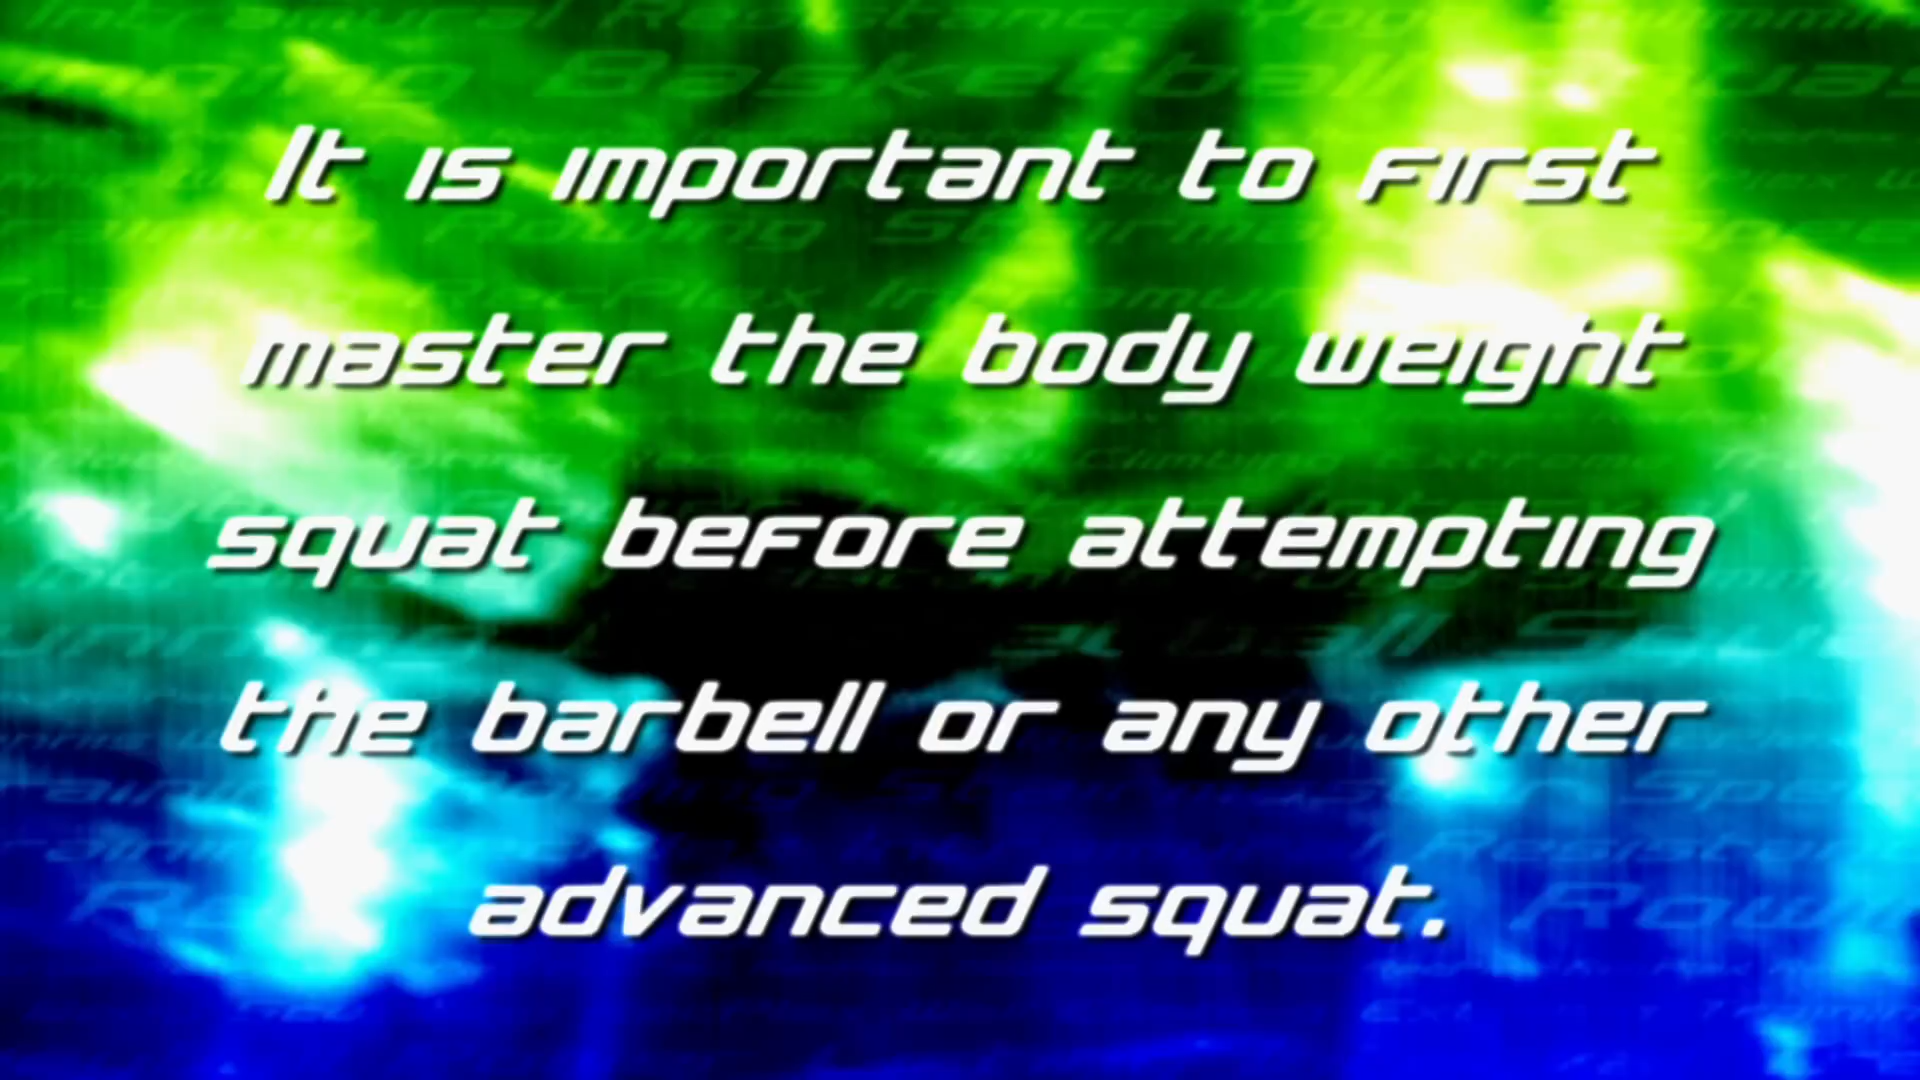 It is important to first
master the body weight
squat before attempting
the barbell or any other
advanced squat.